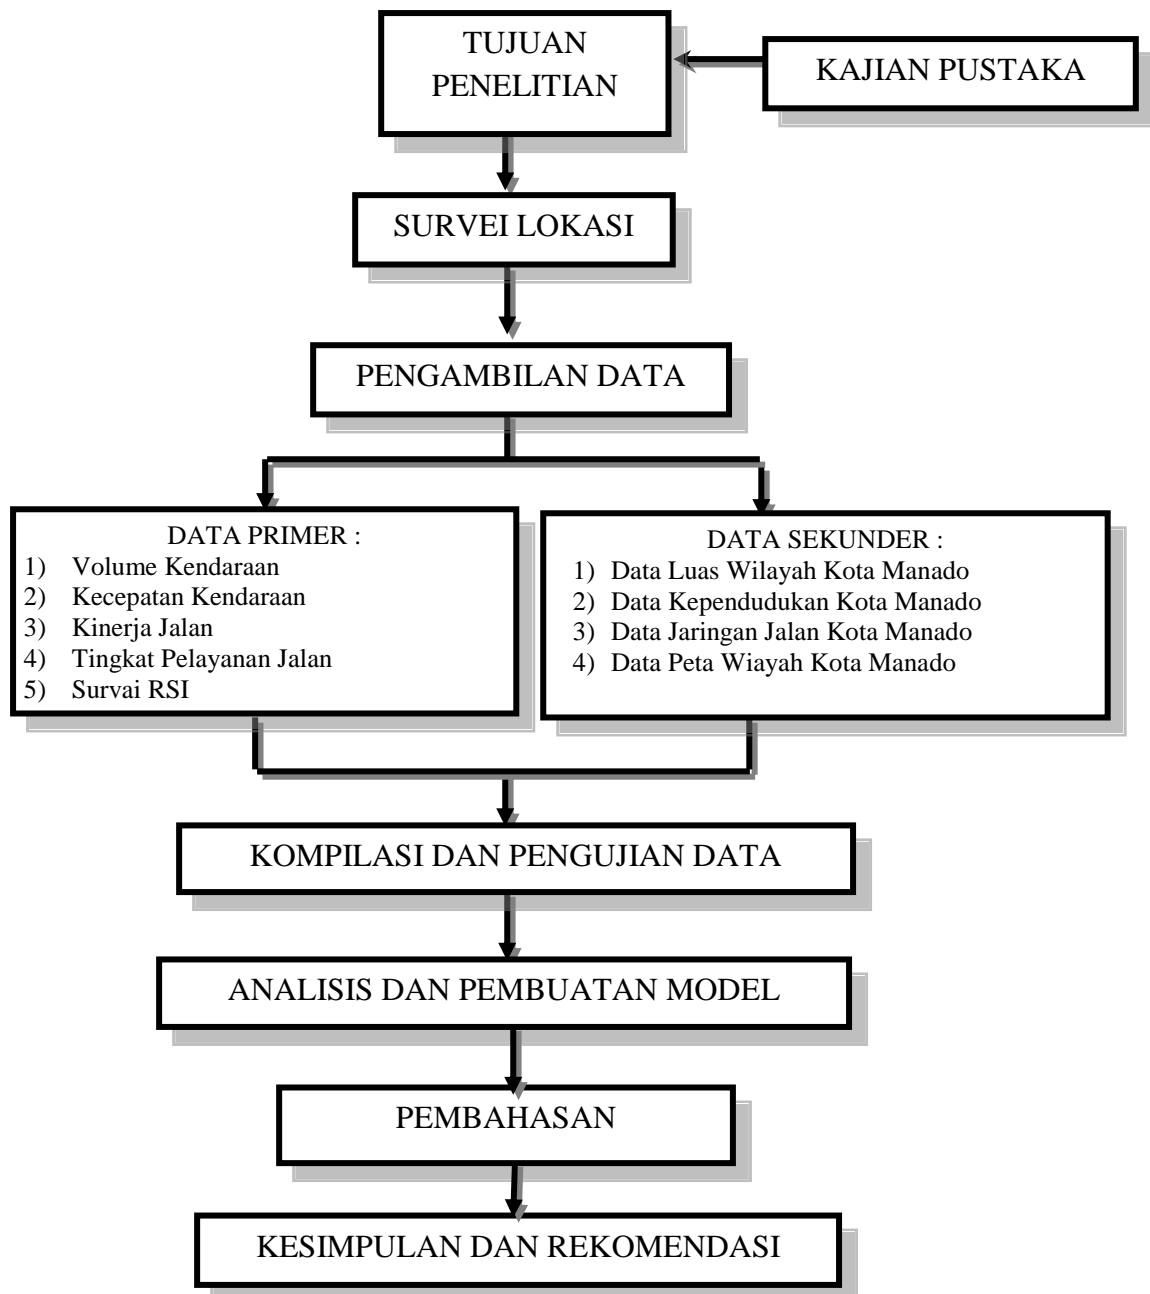 TUJUAN
PENELITIAN
KAJIAN PUSTAKA
SURVEI LOKASI
PENGAMBILAN DATA
DATA PRIMER :
1) Volume Kendaraan
2) Kecepatan Kendaraan
3) Kinerja Jalan
4) Tingkat Pelayanan Jalan
5) Survai RSI
DATA SEKUNDER :
1) Data Luas Wilayah Kota Manado
2) Data Kependudukan Kota Manado
3) Data Jaringan Jalan Kota Manado
4) Data Peta Wiayah Kota Manado
KOMPILASI DAN PENGUJIAN DATA
ANALISIS DAN PEMBUATAN MODEL
PEMBAHASAN
KESIMPULAN DAN REKOMENDASI